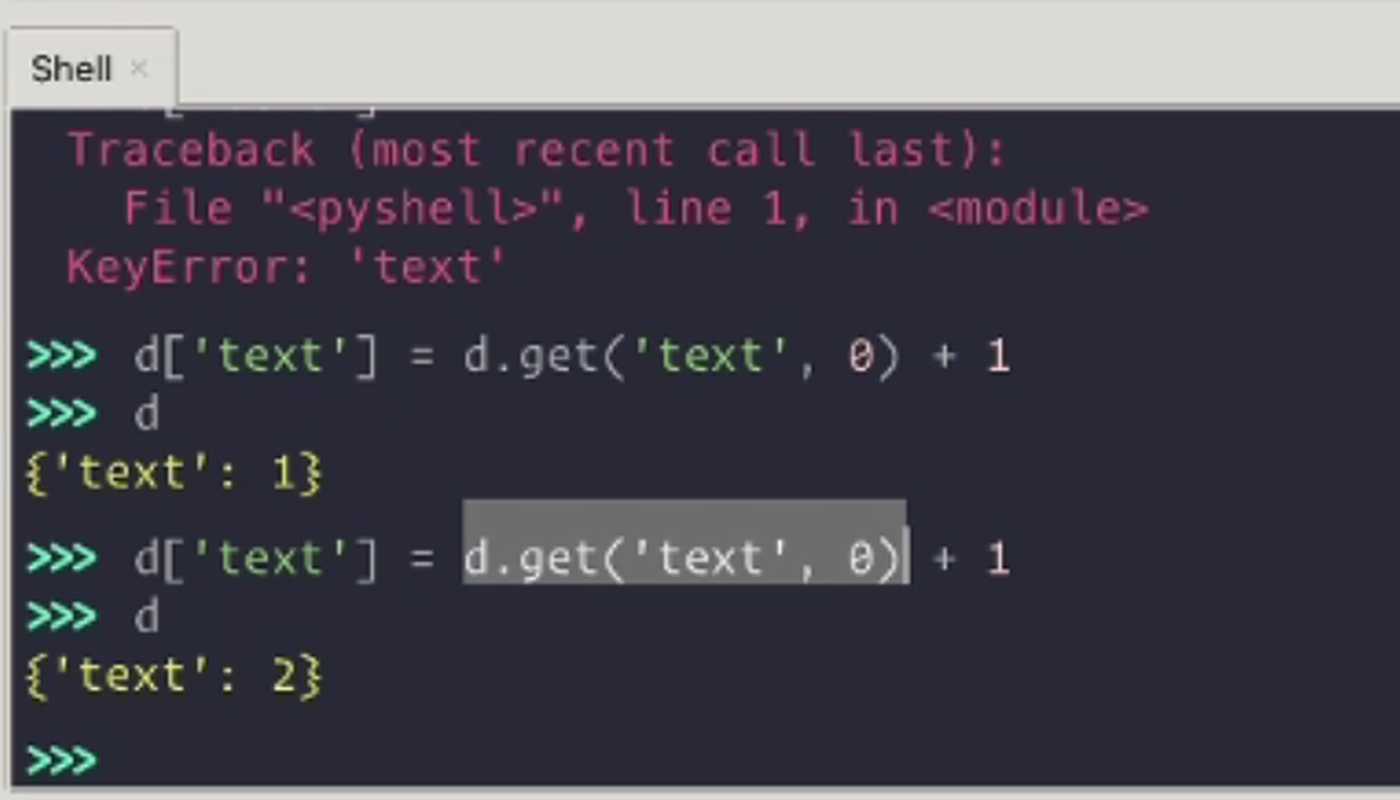 Shell ×
Traceback (most recent call last):
File "<pyshell>", line 1, in <module>
KeyError: 'text'
>>> d['text'] = d.get('text', 0) + 1
>>> d
{'text': 1}
>>> d['text'] = d.get('text', 0) + 1
>>> d
{'text': 2}
>>>